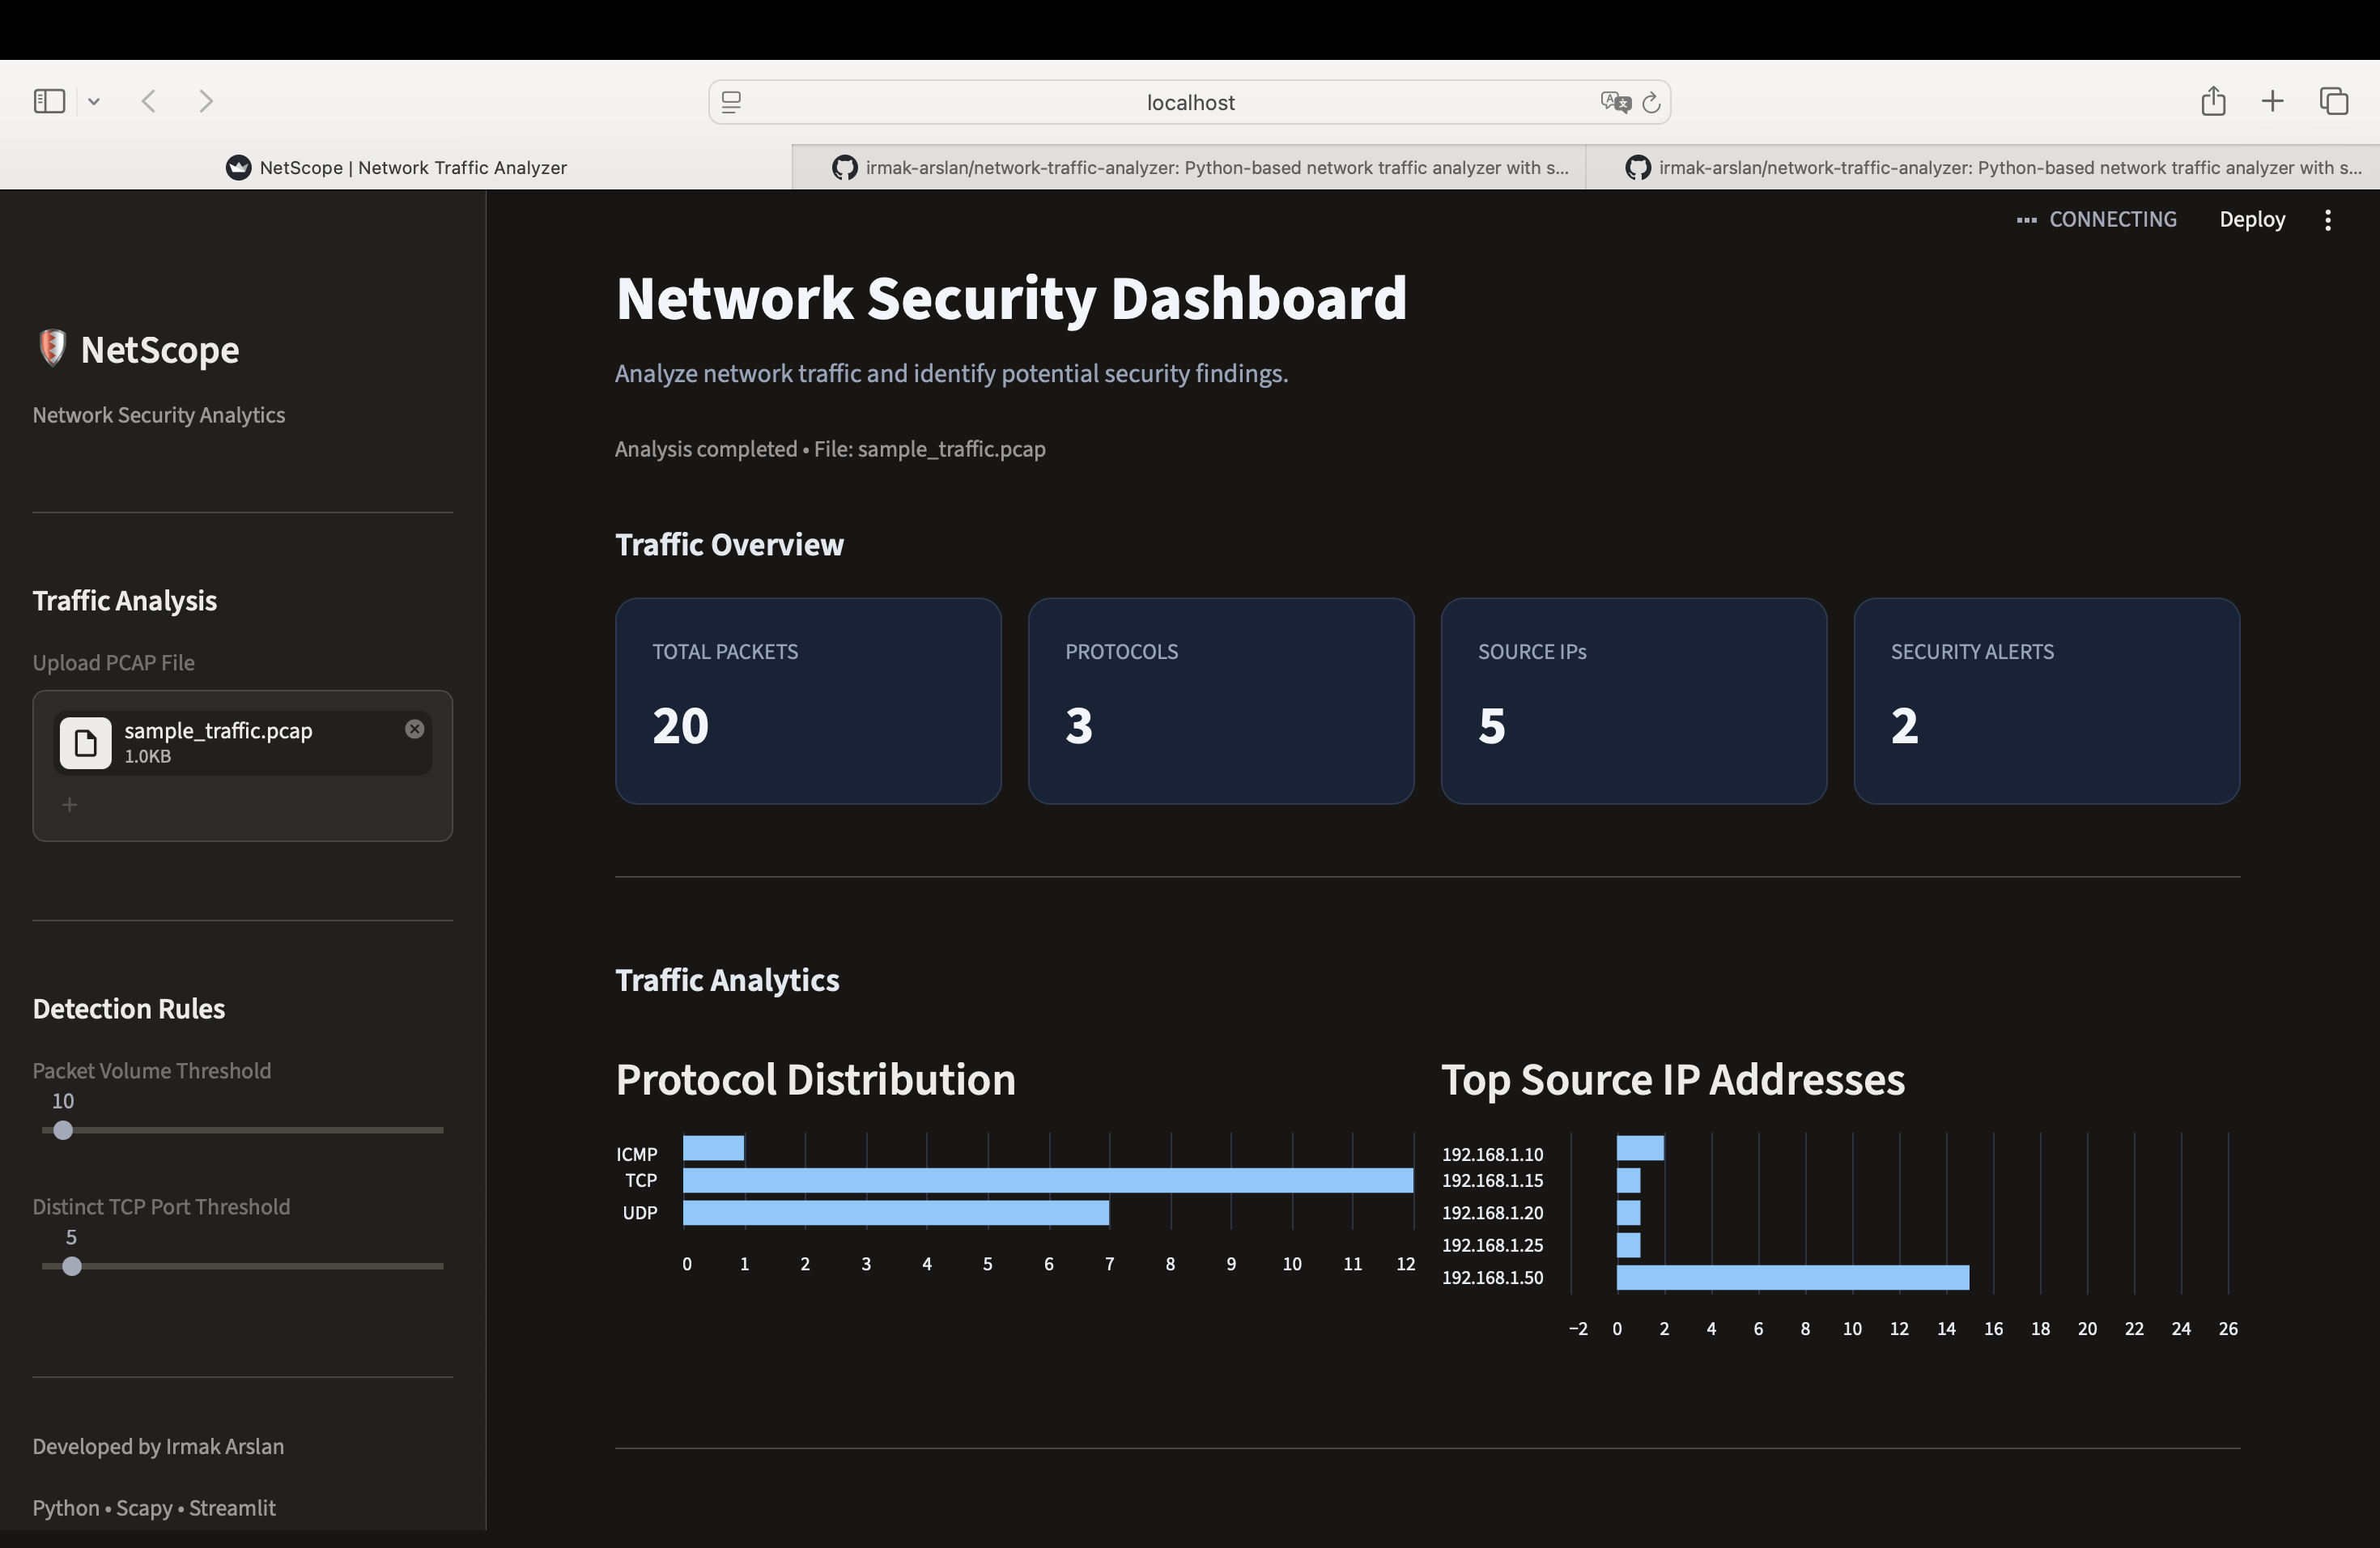 localhost
NetScope | Network Traffic Analyzer
irmak-arslan/network-traffic-analyzer: Python-based network traffic analyzer with s...
irmak-arslan/network-traffic-analyzer: Python-based network traffic analyzer with s...
CONNECTING
Deploy
NetScope
Network Security Analytics
Traffic Analysis
Upload PCAP File
sample_traffic.pcap
1.0KB
Detection Rules
Packet Volume Threshold
10
Distinct TCP Port Threshold
5
Developed by Irmak Arslan
Python • Scapy • Streamlit
Network Security Dashboard
Analyze network traffic and identify potential security findings.
Analysis completed • File: sample_traffic.pcap
Traffic Overview
TOTAL PACKETS
20
PROTOCOLS
3
SOURCE IPs
5
SECURITY ALERTS
2
Traffic Analytics
Protocol Distribution
ICMP
TCP
UDP
0 1 2 3 4 5 6 7 8 9 10 11 12
Top Source IP Addresses
192.168.1.10
192.168.1.15
192.168.1.20
192.168.1.25
192.168.1.50
−2 0 2 4 6 8 10 12 14 16 18 20 22 24 26